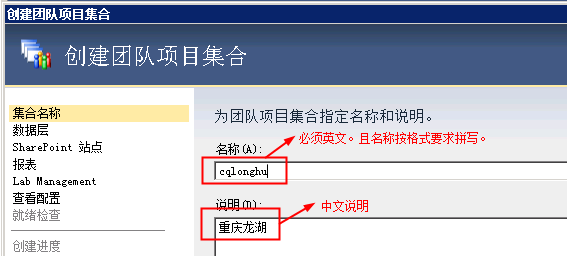 创建团队项目集合
创建团队项目集合
集合名称
数据层
SharePoint 站点
报表
Lab Management
查看配置
就绪检查
创建进度
为团队项目集合指定名称和说明。
必须英文。且名称按格式要求拼写。
名称(A):
cqlonghu
说明(D):
中文说明
重庆龙湖